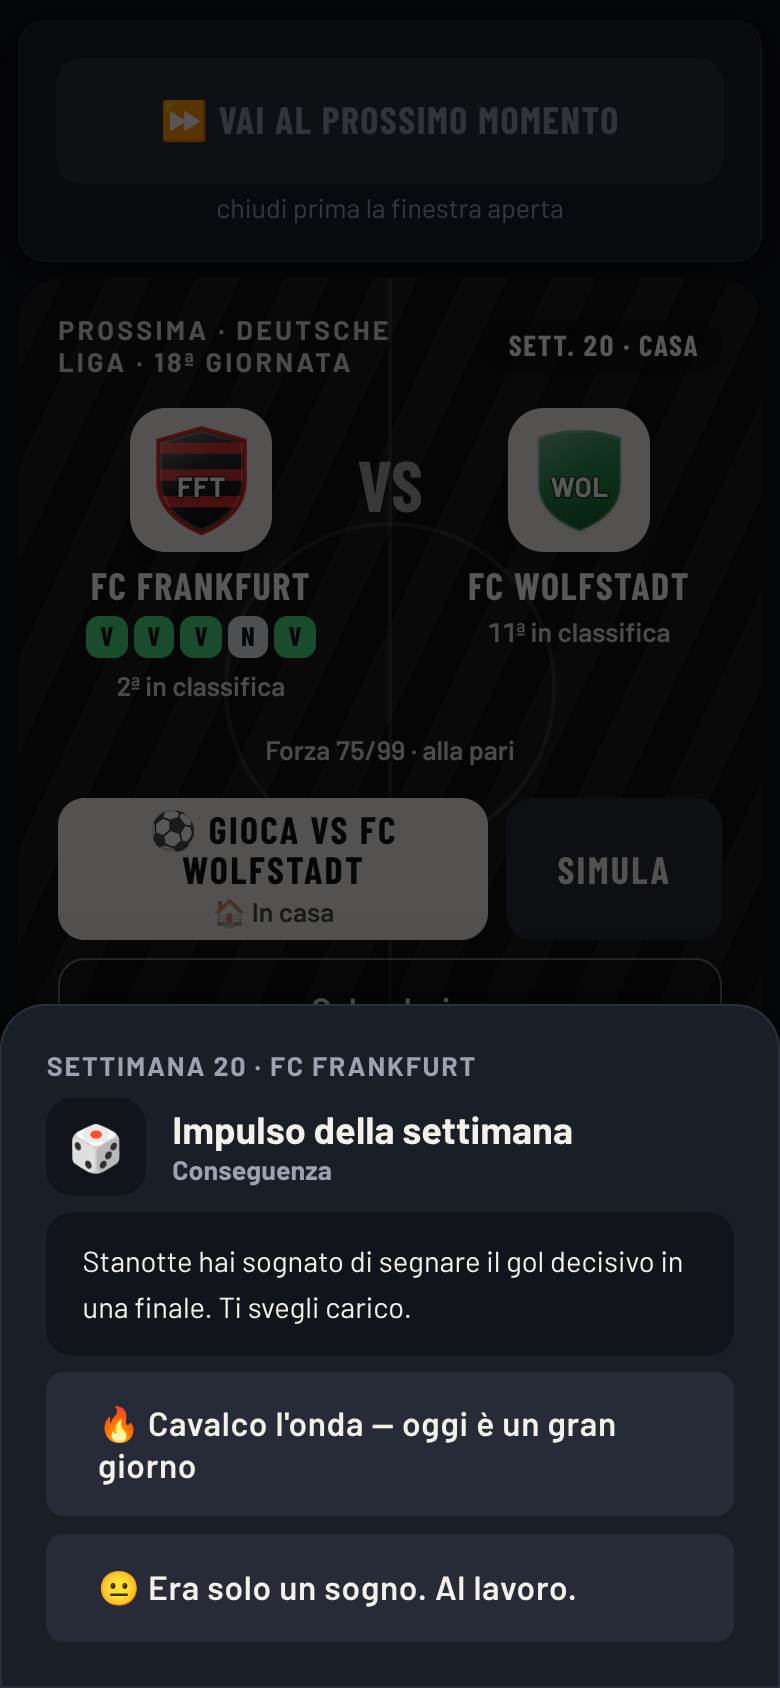 ⏩ VAI AL PROSSIMO MOMENTO
chiudi prima la finestra aperta
PROSSIMA · DEUTSCHE
LIGA · 18ª GIORNATA
SETT. 20 · CASA
FFT
VS
WOL
FC FRANKFURT
FC WOLFSTADT
V V V N V
11ª in classifica
2ª in classifica
Forza 75/99 · alla pari
⚽ GIOCA VS FC
WOLFSTADT
🏠 In casa
SIMULA
SETTIMANA 20 · FC FRANKFURT
Impulso della settimana
Conseguenza
Stanotte hai sognato di segnare il gol decisivo in
una finale. Ti svegli carico.
🔥 Cavalco l'onda — oggi è un gran
giorno
😐 Era solo un sogno. Al lavoro.